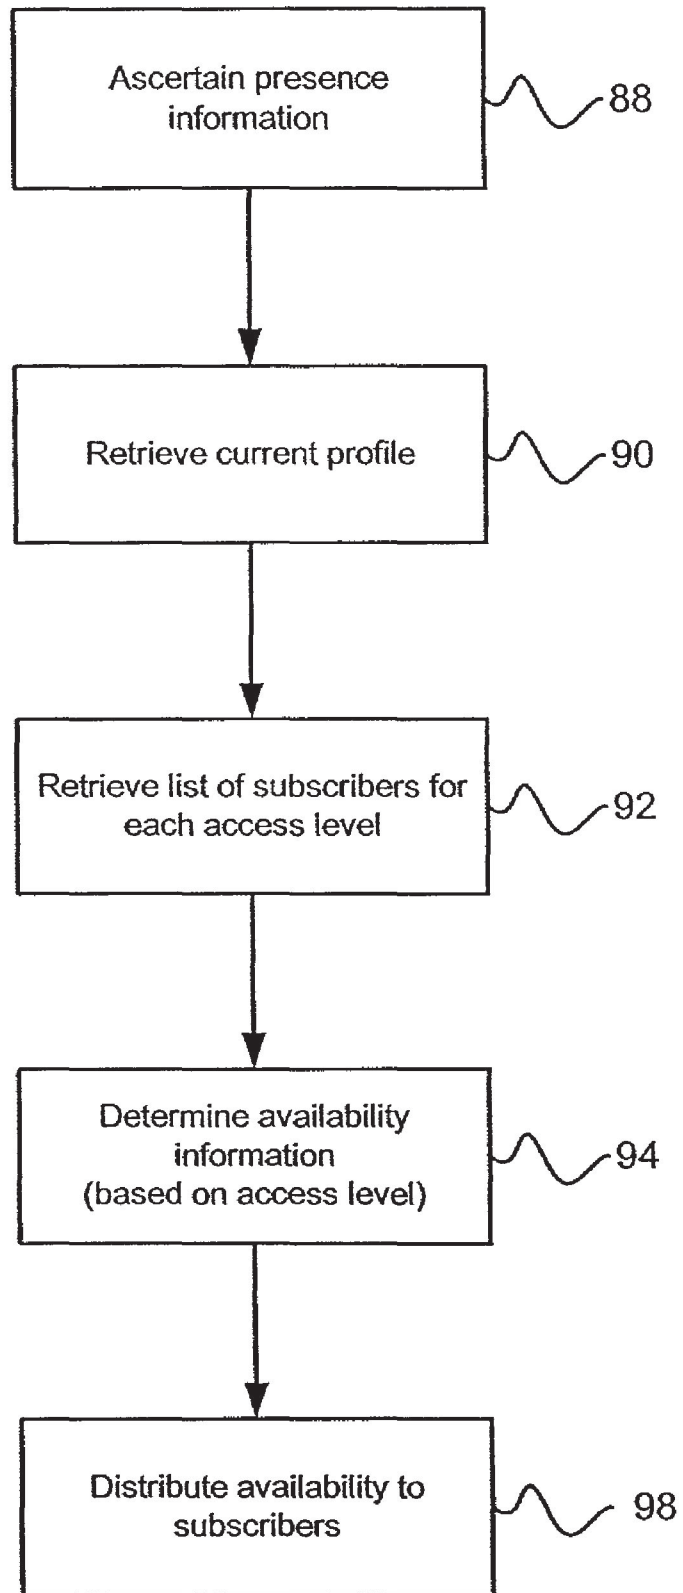 Ascertain presence
information
88
Retrieve current profile
90
Retrieve list of subscribers for
each access level
92
Determine availability
information
(based on access level)
94
Distribute availability to
subscribers
98